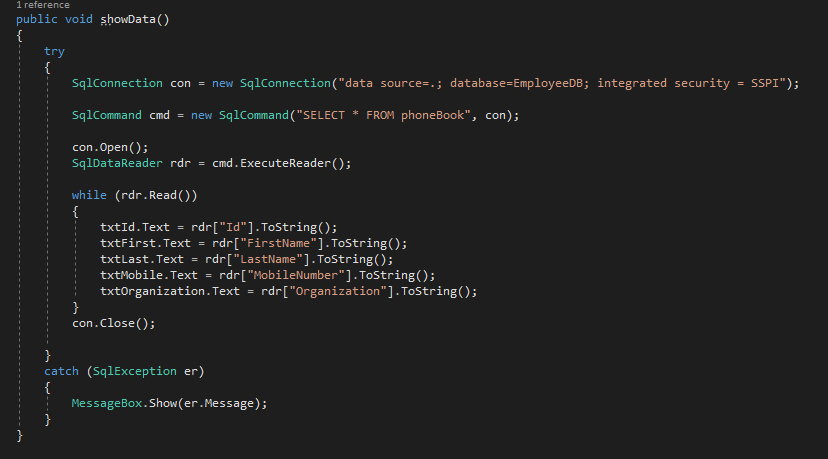 1 reference
public void showData()
{
try
{
SqlConnection con = new SqlConnection("data source=.; database=EmployeeDB; integrated security = SSPI");
SqlCommand cmd = new SqlCommand("SELECT * FROM phoneBook", con);
con.Open();
SqlDataReader rdr = cmd.ExecuteReader();
while (rdr.Read())
{
txtId.Text = rdr["Id"].ToString();
txtFirst.Text = rdr["FirstName"].ToString();
txtLast.Text = rdr["LastName"].ToString();
txtMobile.Text = rdr["MobileNumber"].ToString();
txtOrganization.Text = rdr["Organization"].ToString();
}
con.Close();
}
catch (SqlException er)
{
MessageBox.Show(er.Message);
}
}